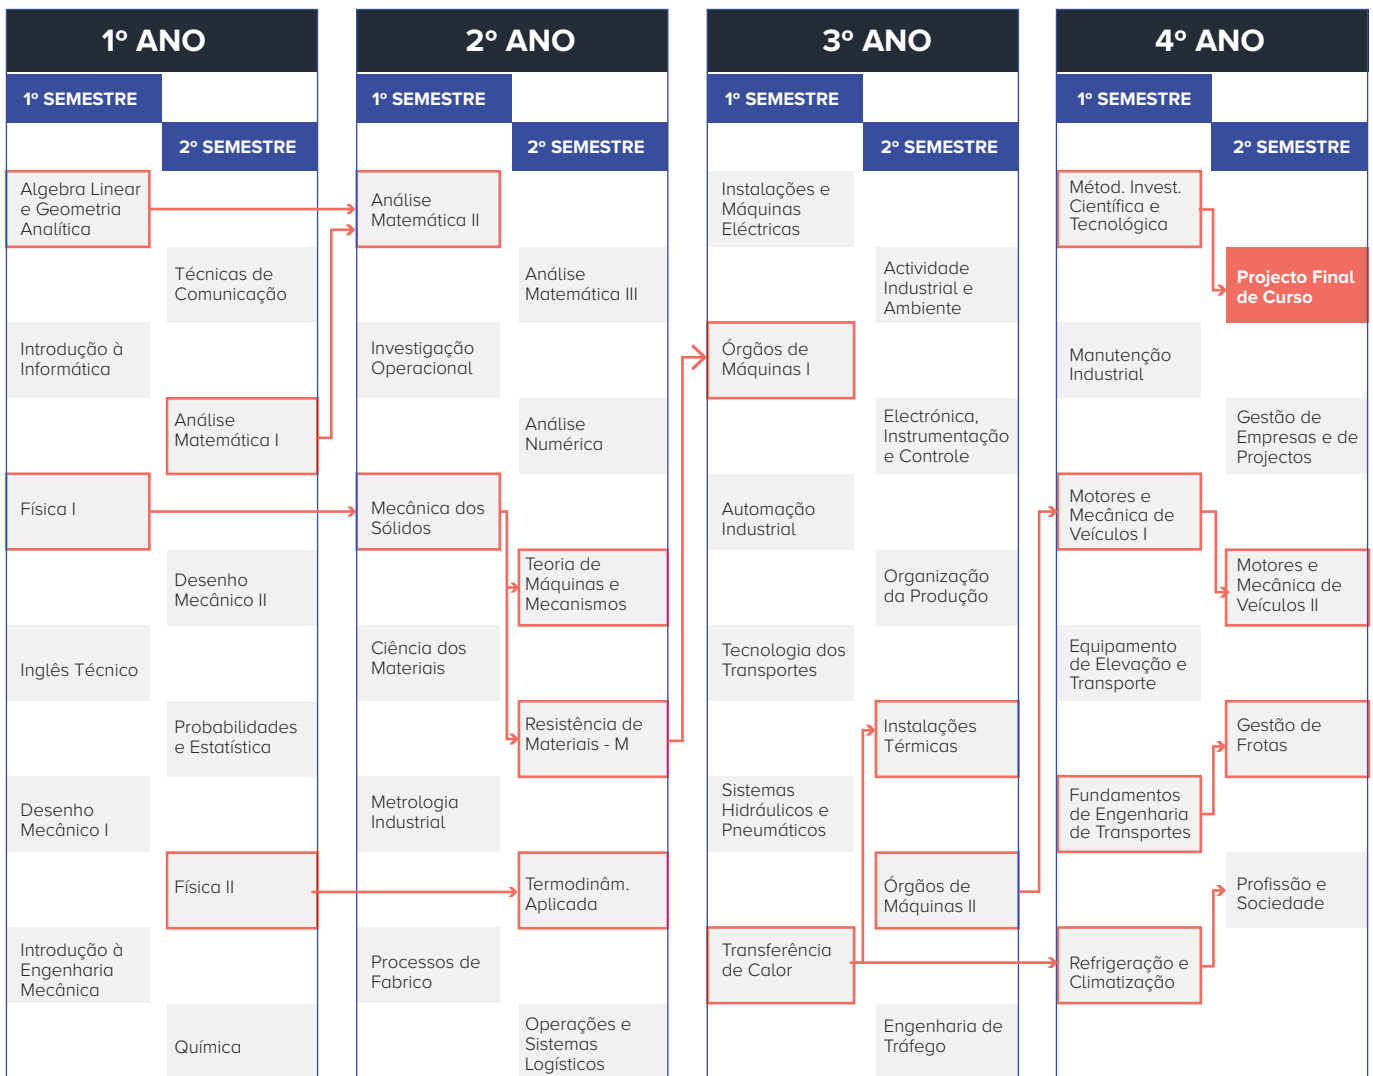 1º ANO
1º SEMESTRE
2º SEMESTRE
Algebra Linear
e Geometria
Analítica
Técnicas de
Comunicação
Introdução à
Informática
Análise
Matemática I
Física I
Desenho
Mecânico II
Inglês Técnico
Probabilidades
e Estatística
Desenho
Mecânico I
Física II
Introdução à
Engenharia
Mecânica
Química
2º ANO
1º SEMESTRE
2º SEMESTRE
Análise
Matemática II
Análise
Matemática III
Investigação
Operacional
Análise
Numérica
Mecânica dos
Sólidos
Teoria de
Máquinas e
Mecanismos
Ciência dos
Materiais
Resistência de
Materiais - M
Metrologia
Industrial
Termodinâm.
Aplicada
Processos de
Fabrico
Operações e
Sistemas
Logísticos
3º ANO
1º SEMESTRE
2º SEMESTRE
Instalações e
Máquinas
Eléctricas
Actividade
Industrial e
Ambiente
Órgãos de
Máquinas I
Electrónica,
Instrumentação
e Controle
Automação
Industrial
Organização
da Produção
Tecnologia dos
Transportes
Instalações
Térmicas
Sistemas
Hidráulicos e
Pneumáticos
Órgãos de
Máquinas II
Transferência
de Calor
Engenharia de
Tráfego
4º ANO
1º SEMESTRE
2º SEMESTRE
Métod. Invest.
Científica e
Tecnológica
Projecto Final
de Curso
Manutenção
Industrial
Gestão de
Empresas e de
Projectos
Motores e
Mecânica de
Veículos I
Motores e
Mecânica de
Veículos II
Equipamento
de Elevação e
Transporte
Gestão de
Frotas
Fundamentos
de Engenharia
de Transportes
Profissão e
Sociedade
Refrigeração e
Climatização